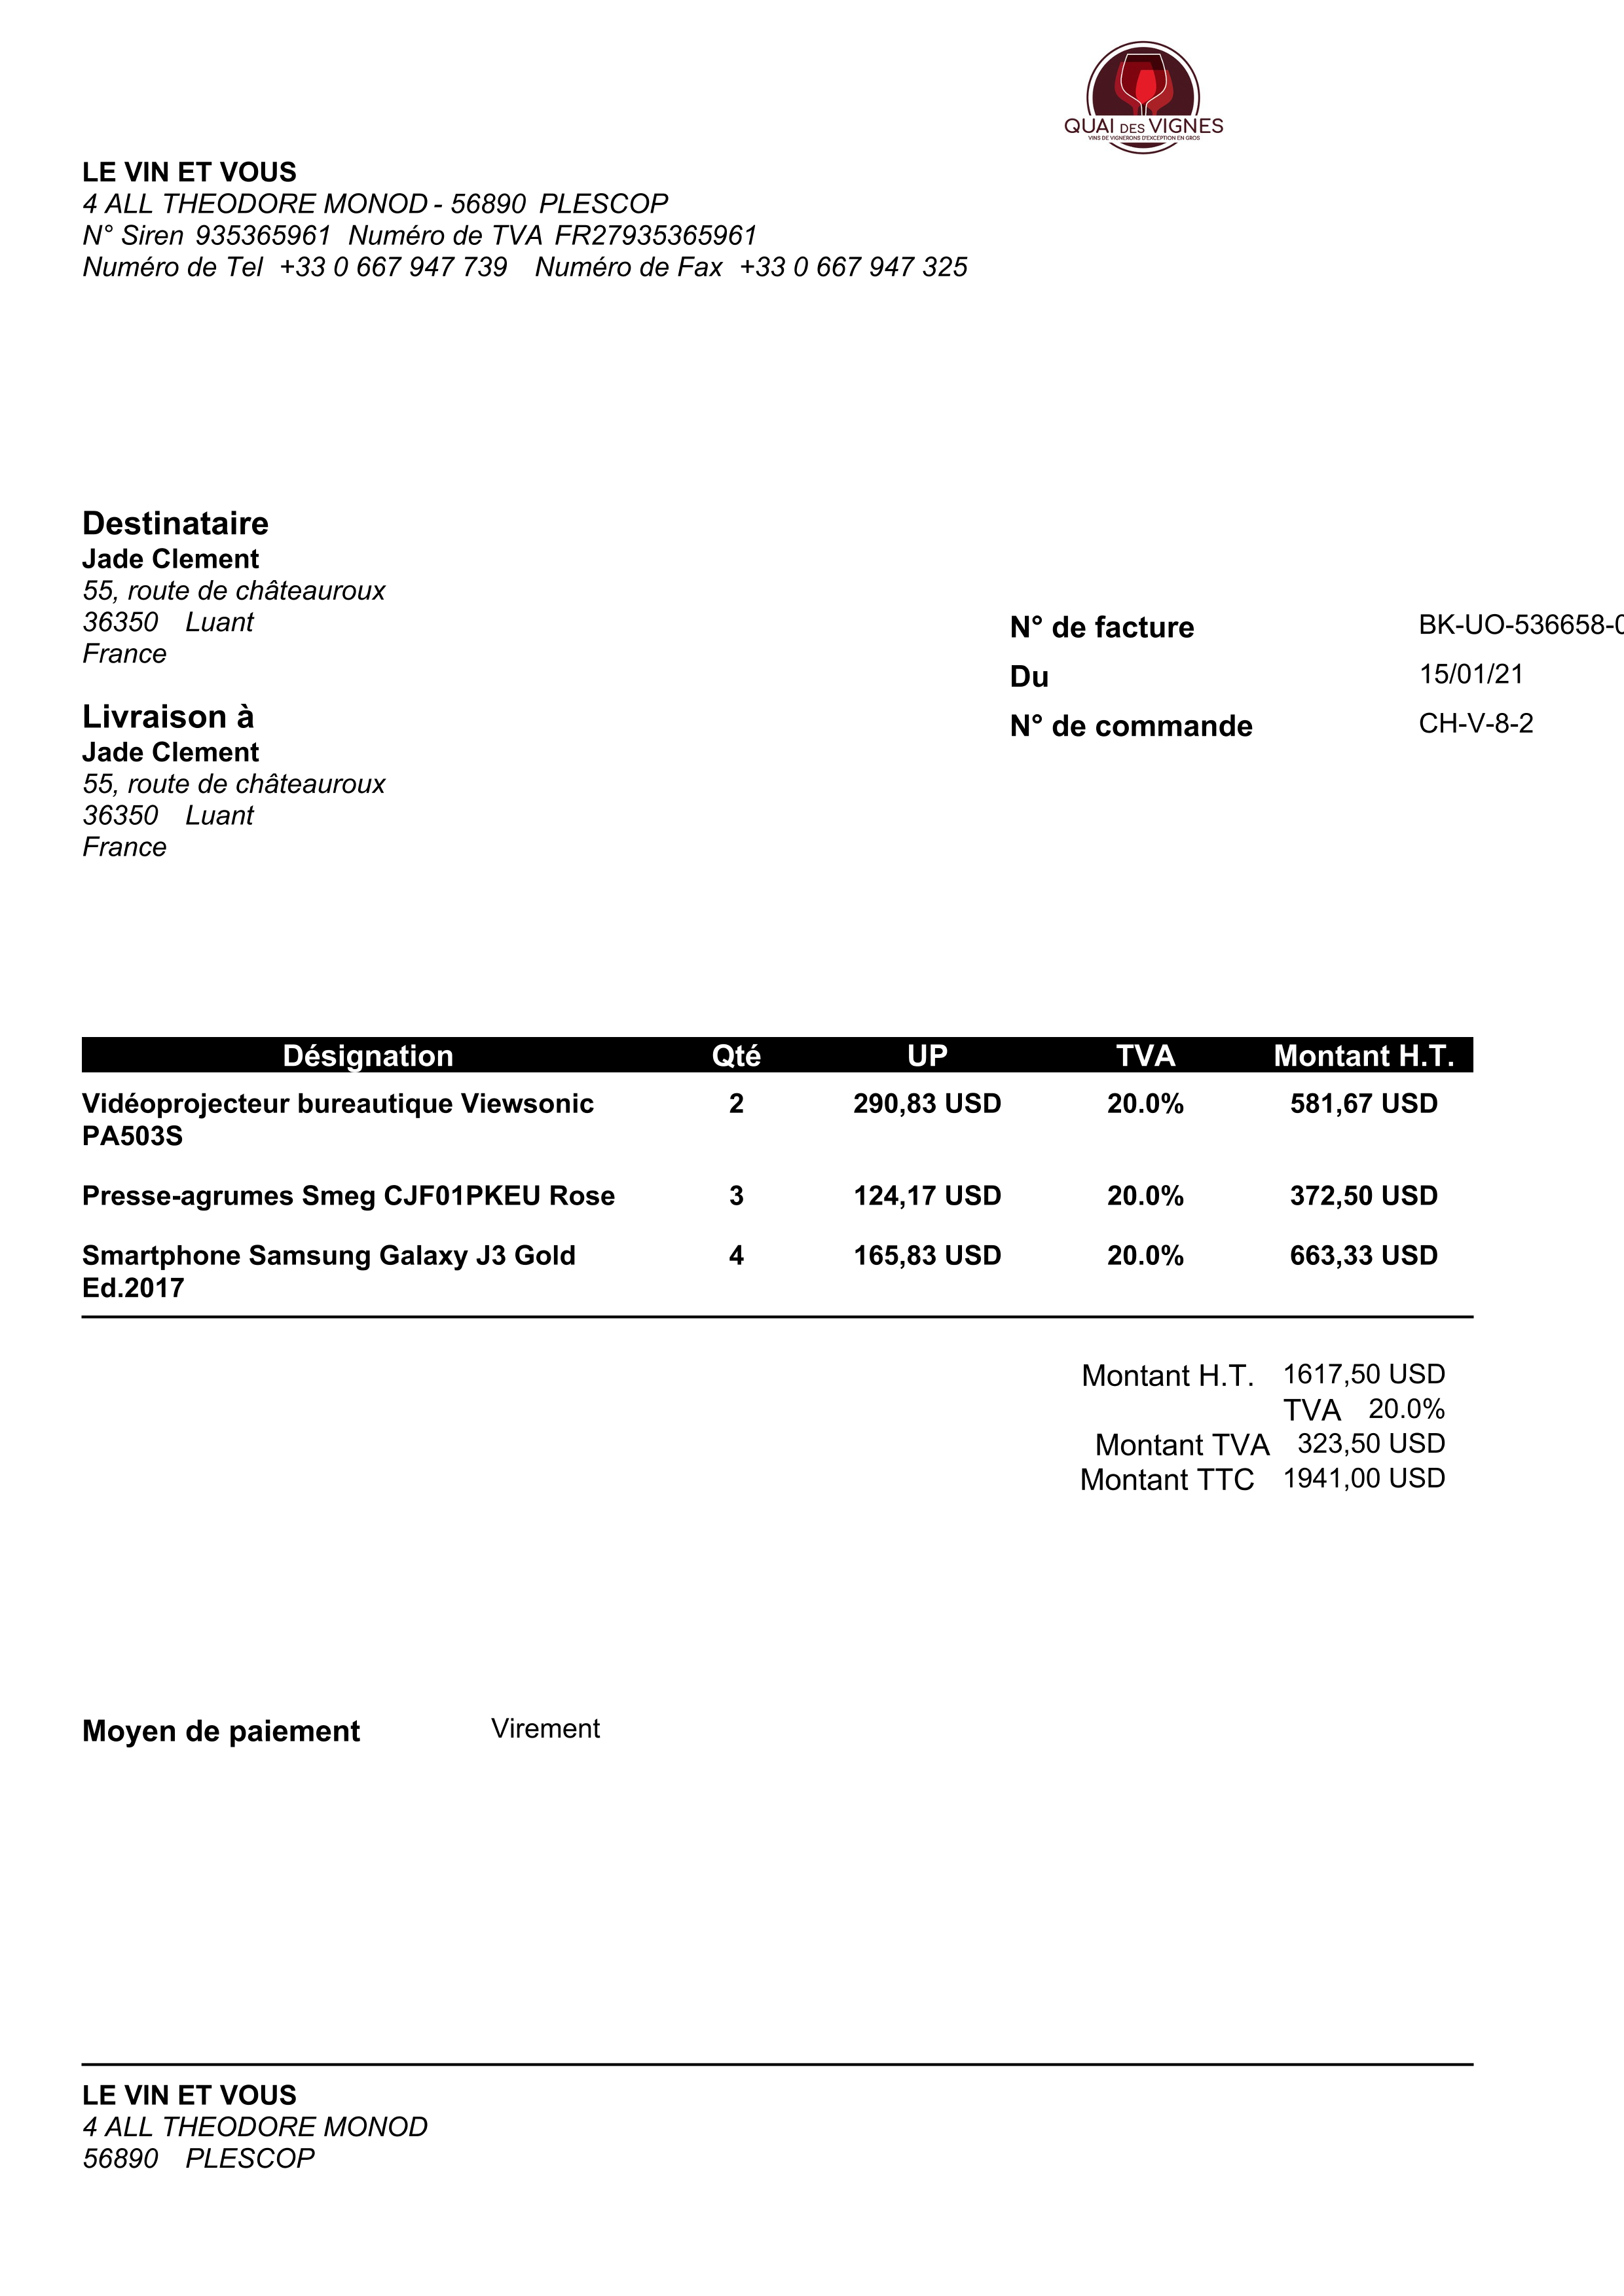 QUAI DES VIGNES
VINS DE VIGNERONS D'EXCEPTION EN GROS
LE VIN ET VOUS
4 ALL THEODORE MONOD - 56890 PLESCOP
N° Siren 935365961 Numéro de TVA FR27935365961
Numéro de Tel +33 0 667 947 739 Numéro de Fax +33 0 667 947 325
Destinataire
Jade Clement
55, route de châteauroux
36350 Luant
France
Livraison à
Jade Clement
55, route de châteauroux
36350 Luant
France
N° de facture BK-UO-536658-0
Du 15/01/21
N° de commande CH-V-8-2
Désignation Qté UP TVA Montant H.T.
Vidéoprojecteur bureautique Viewsonic 2 290,83 USD 20.0% 581,67 USD
PA503S
Presse-agrumes Smeg CJF01PKEU Rose 3 124,17 USD 20.0% 372,50 USD
Smartphone Samsung Galaxy J3 Gold 4 165,83 USD 20.0% 663,33 USD
Ed.2017
Montant H.T. 1617,50 USD
TVA 20.0%
Montant TVA 323,50 USD
Montant TTC 1941,00 USD
Moyen de paiement Virement
LE VIN ET VOUS
4 ALL THEODORE MONOD
56890 PLESCOP